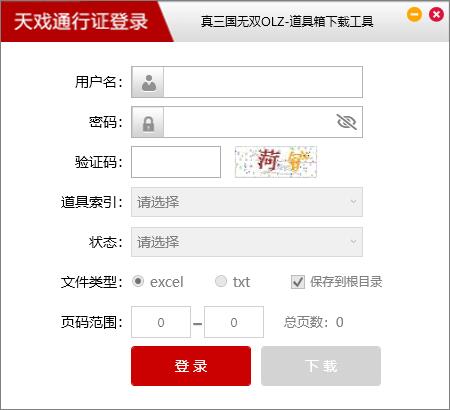 天戏通行证登录
真三国无双OLZ-道具箱下载工具
用户名：
密码：
验证码：
荷
道具索引： 请选择
状态： 请选择
文件类型： excel txt 保存到根目录
页码范围： 0 – 0 总页数：0
登 录 下 载